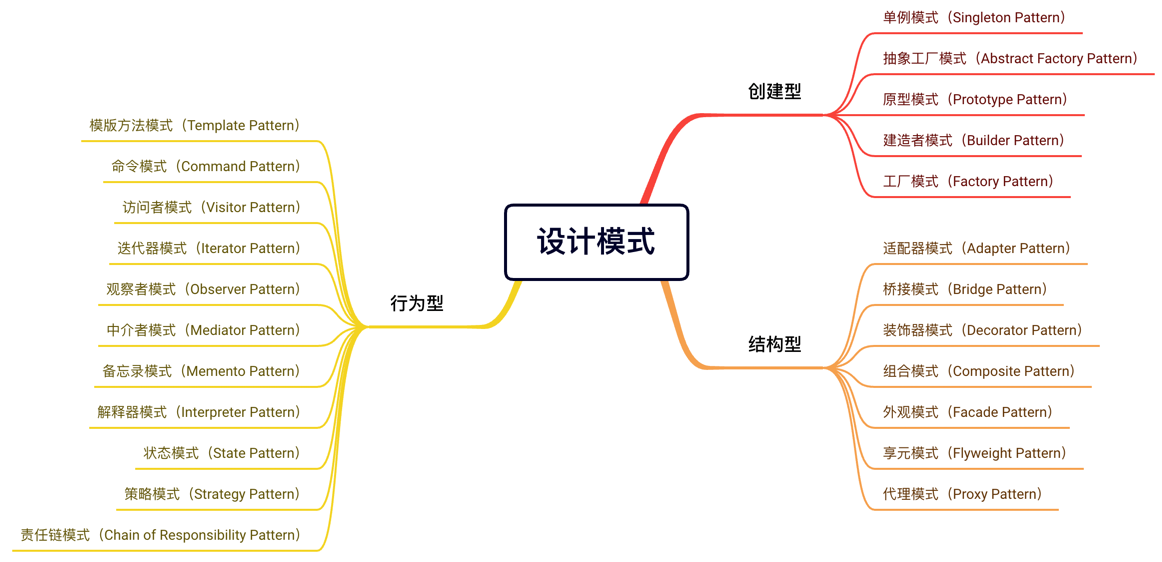 设计模式
创建型
单例模式（Singleton Pattern）
抽象工厂模式（Abstract Factory Pattern）
原型模式（Prototype Pattern）
建造者模式（Builder Pattern）
工厂模式（Factory Pattern）
结构型
适配器模式（Adapter Pattern）
桥接模式（Bridge Pattern）
装饰器模式（Decorator Pattern）
组合模式（Composite Pattern）
外观模式（Facade Pattern）
享元模式（Flyweight Pattern）
代理模式（Proxy Pattern）
行为型
模版方法模式（Template Pattern）
命令模式（Command Pattern）
访问者模式（Visitor Pattern）
迭代器模式（Iterator Pattern）
观察者模式（Observer Pattern）
中介者模式（Mediator Pattern）
备忘录模式（Memento Pattern）
解释器模式（Interpreter Pattern）
状态模式（State Pattern）
策略模式（Strategy Pattern）
责任链模式（Chain of Responsibility Pattern）